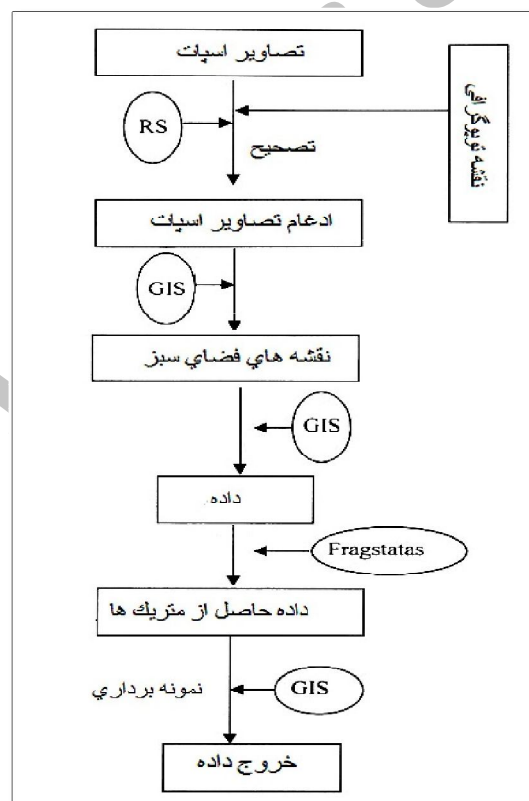 تصاوير اسپات
نقشه توپوگرافي
RS
تصحيح
ادغام تصاوير اسپات
GIS
نقشه هاي فضاي سبز
GIS
داده
Fragstatas
داده حاصل از متريك ها
نمونه برداري
GIS
خروج داده